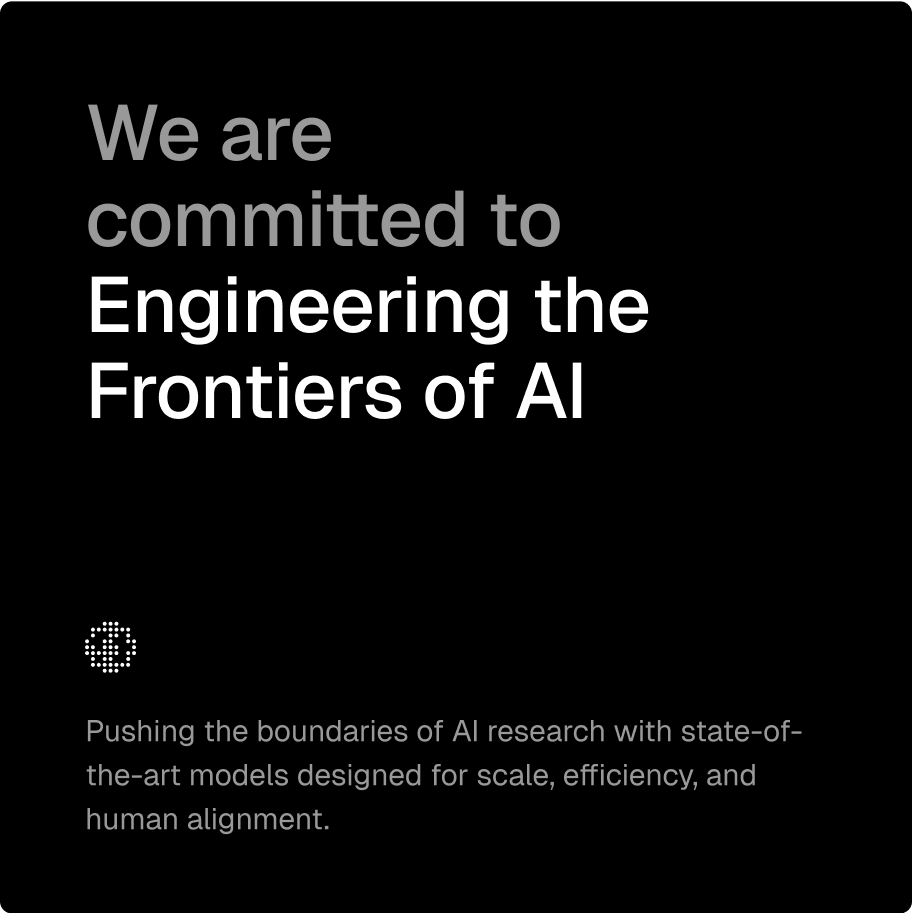 We are
committed to
Engineering the
Frontiers of AI
Pushing the boundaries of AI research with state-of-
the-art models designed for scale, efficiency, and
human alignment.